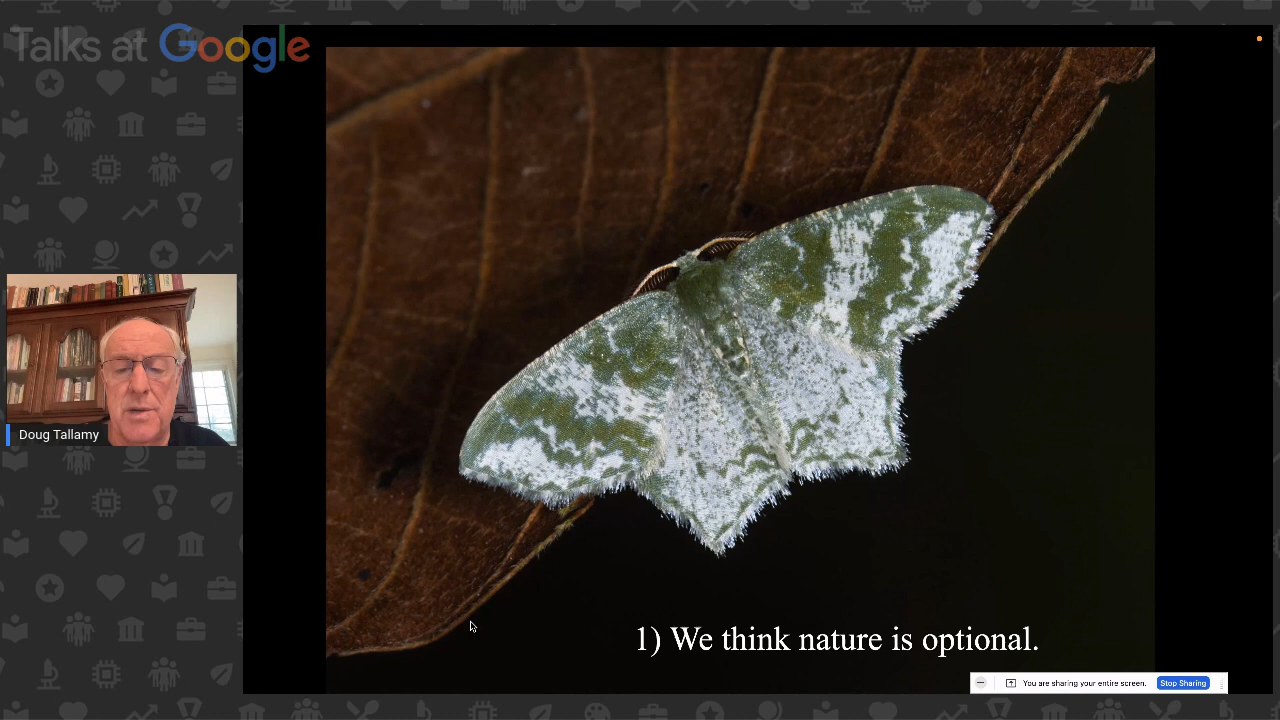 Talks at Google
Doug Tallamy
1) We think nature is optional.
You are sharing your entire screen.
Stop Sharing